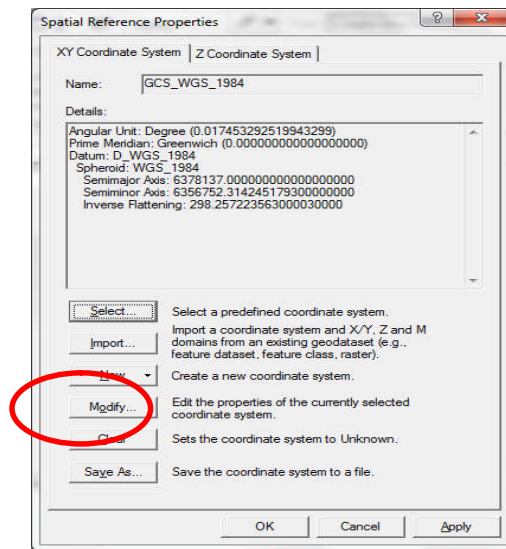 Spatial Reference Properties
XY Coordinate System Z Coordinate System
Name: GCS_WGS_1984
Details:
Angular Unit: Degree (0.017453292519943299)
Prime Meridian: Greenwich (0.000000000000000000)
Datum: D_WGS_1984
Spheroid: WGS_1984
Semimajor Axis: 6378137.000000000000000000
Semiminor Axis: 6356752.314245179300000000
Inverse Flattening: 298.257223563000030000
Select... Select a predefined coordinate system.
Import... Import a coordinate system and X/Y, Z and M
domains from an existing geodataset (e.g.,
feature dataset, feature class, raster).
New Create a new coordinate system.
Modify... Edit the properties of the currently selected
coordinate system.
Clear Sets the coordinate system to Unknown.
Save As... Save the coordinate system to a file.
OK Cancel Apply